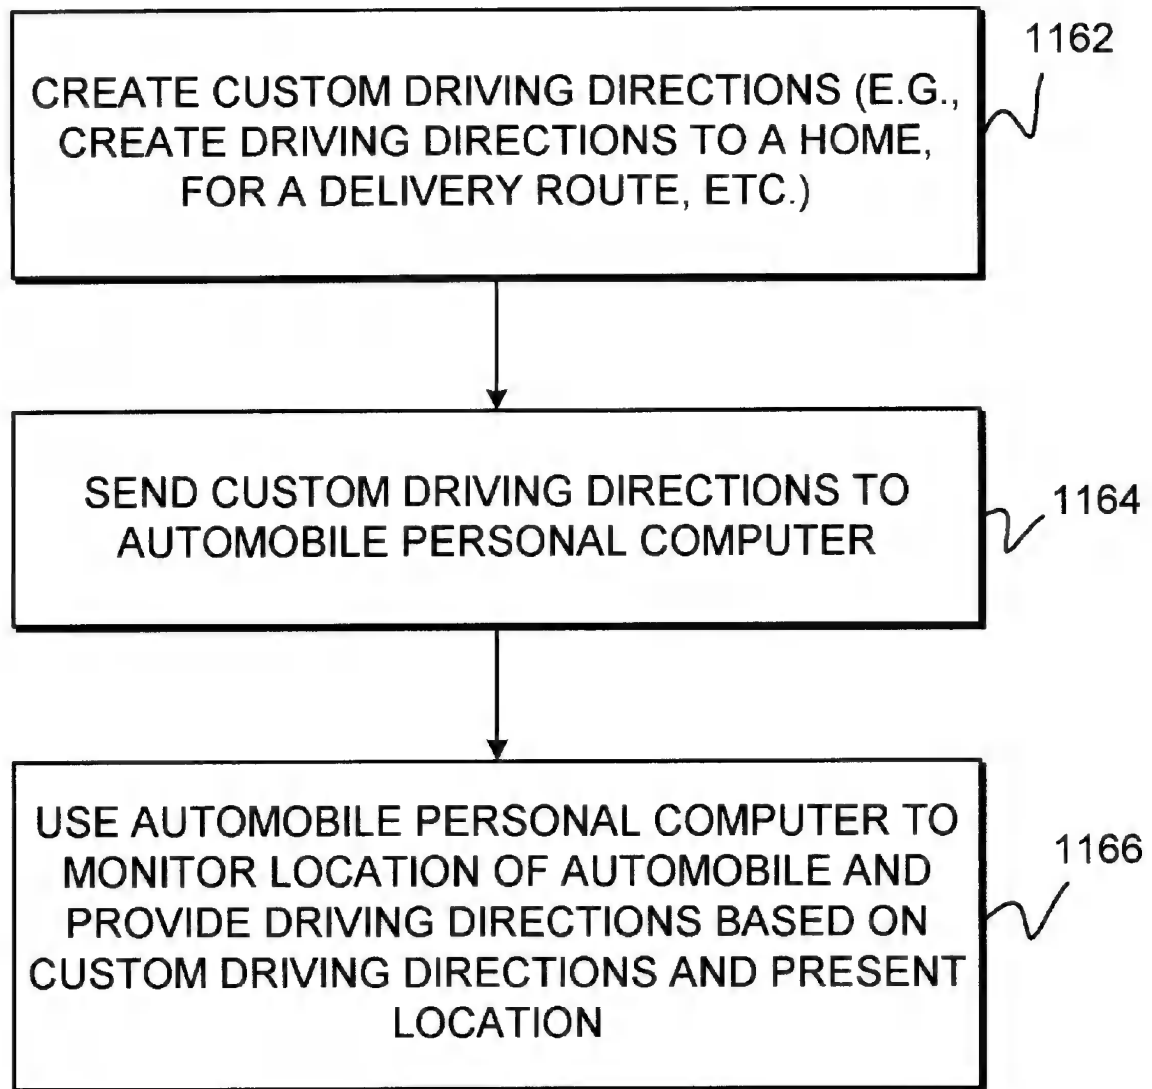 1162
CREATE CUSTOM DRIVING DIRECTIONS (E.G.,
CREATE DRIVING DIRECTIONS TO A HOME,
FOR A DELIVERY ROUTE, ETC.)
SEND CUSTOM DRIVING DIRECTIONS TO
AUTOMOBILE PERSONAL COMPUTER
1164
USE AUTOMOBILE PERSONAL COMPUTER TO
MONITOR LOCATION OF AUTOMOBILE AND
PROVIDE DRIVING DIRECTIONS BASED ON
CUSTOM DRIVING DIRECTIONS AND PRESENT
LOCATION
1166